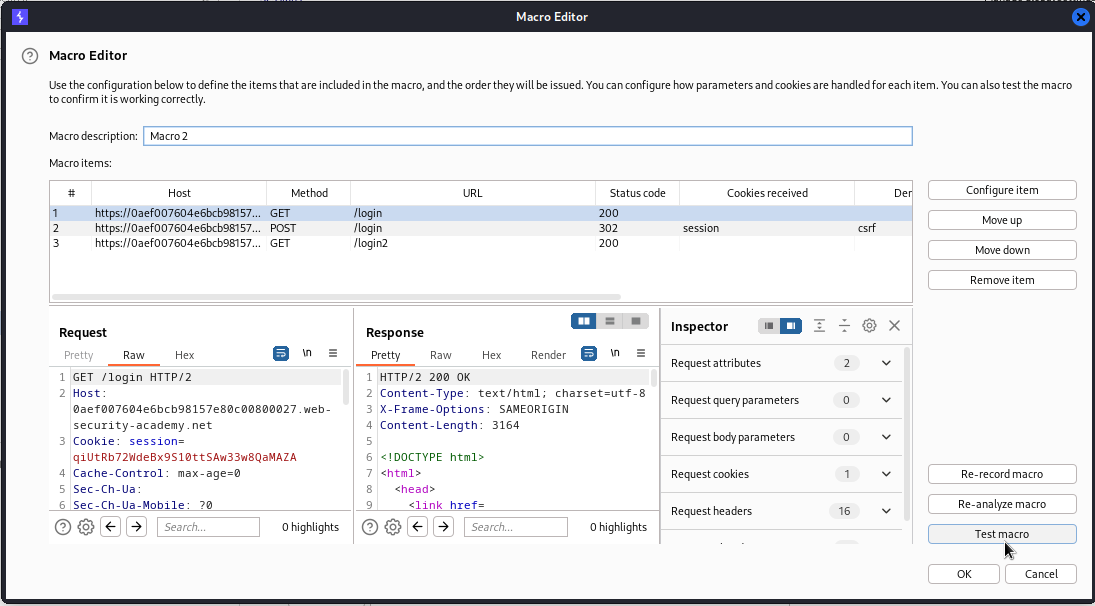 Macro Editor
Macro Editor
Use the configuration below to define the items that are included in the macro, and the order they will be issued. You can configure how parameters and cookies are handled for each item. You can also test the macro
to confirm it is working correctly.
Macro description: Macro 2
Macro items:
# Host Method URL Status code Cookies received Der
1 https://0aef007604e6bcb98157... GET /login 200
2 https://0aef007604e6bcb98157... POST /login 302 session csrf
3 https://0aef007604e6bcb98157... GET /login2 200
Configure item
Move up
Move down
Remove item
Request
Pretty Raw Hex \n
1 GET /login HTTP/2
2 Host:
0aef007604e6bcb98157e80c00800027.web-
security-academy.net
3 Cookie: session=
qiUtRb72WdeBx9S10ttSAw33w8QaMAZA
4 Cache-Control: max-age=0
5 Sec-Ch-Ua:
6 Sec-Ch-Ua-Mobile: ?0
Search... 0 highlights
Response
Pretty Raw Hex Render \n
1 HTTP/2 200 OK
2 Content-Type: text/html; charset=utf-8
3 X-Frame-Options: SAMEORIGIN
4 Content-Length: 3164
5
6 <!DOCTYPE html>
7 <html>
8 <head>
9 <link href=
Search... 0 highlights
Inspector
Request attributes 2
Request query parameters 0
Request body parameters 0
Request cookies 1
Request headers 16
Re-record macro
Re-analyze macro
Test macro
OK Cancel